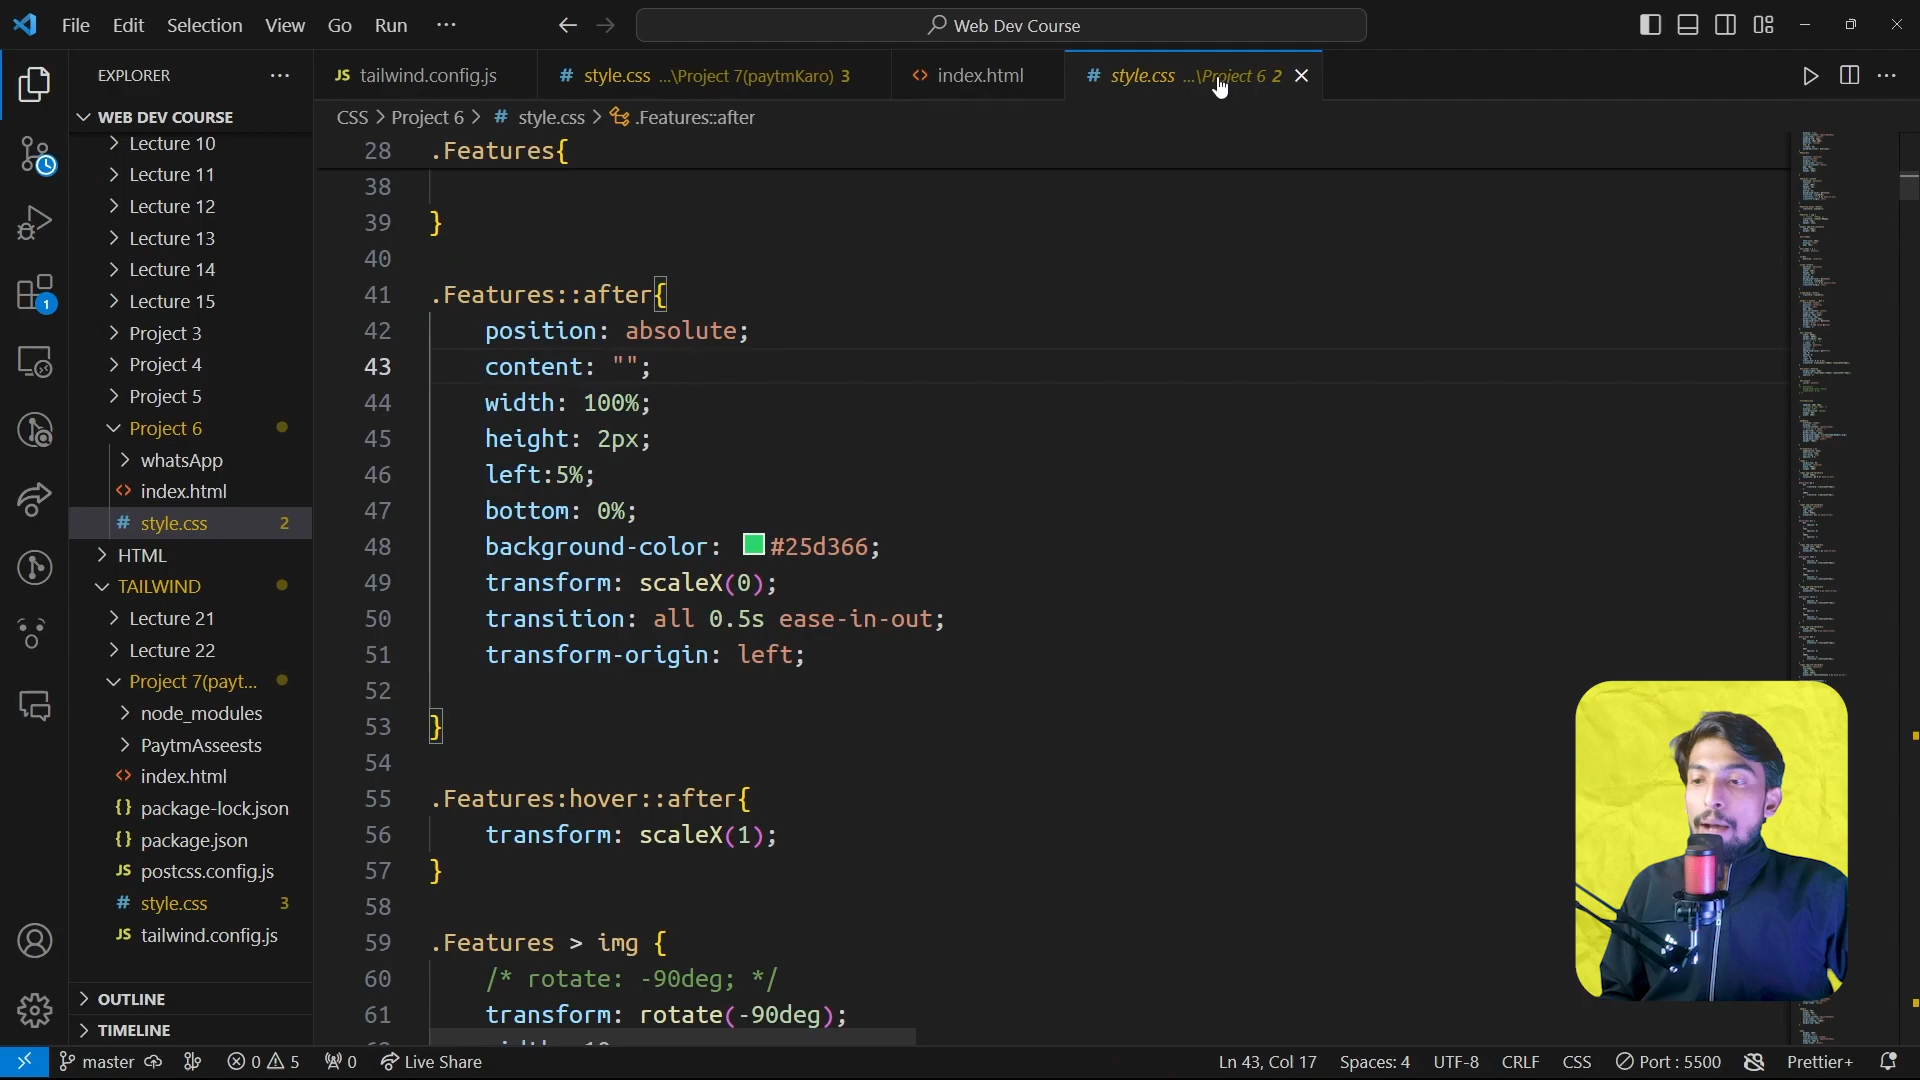 File Edit Selection View Go Run ···
Web Dev Course
EXPLORER
WEB DEV COURSE
Lecture 10
Lecture 11
Lecture 12
Lecture 13
Lecture 14
Lecture 15
Project 3
Project 4
Project 5
Project 6
whatsApp
index.html
style.css 2
HTML
TAILWIND
Lecture 21
Lecture 22
Project 7(payt...
node_modules
PaytmAsseests
index.html
package-lock.json
package.json
postcss.config.js
style.css 3
tailwind.config.js
OUTLINE
TIMELINE
JS tailwind.config.js # style.css ...\Project 7(paytmKaro) 3 index.html # style.css ...\Project 6 2
CSS > Project 6 > # style.css > .Features::after
28 .Features{
38
39 }
40
41 .Features::after{
42 position: absolute;
43 content: "";
44 width: 100%;
45 height: 2px;
46 left:5%;
47 bottom: 0%;
48 background-color: #25d366;
49 transform: scaleX(0);
50 transition: all 0.5s ease-in-out;
51 transform-origin: left;
52
53 }
54
55 .Features:hover::after{
56 transform: scaleX(1);
57 }
58
59 .Features > img {
60 /* rotate: -90deg; */
61 transform: rotate(-90deg);
master 0 5 0 Live Share Ln 43, Col 17 Spaces: 4 UTF-8 CRLF CSS Port : 5500 Prettier+